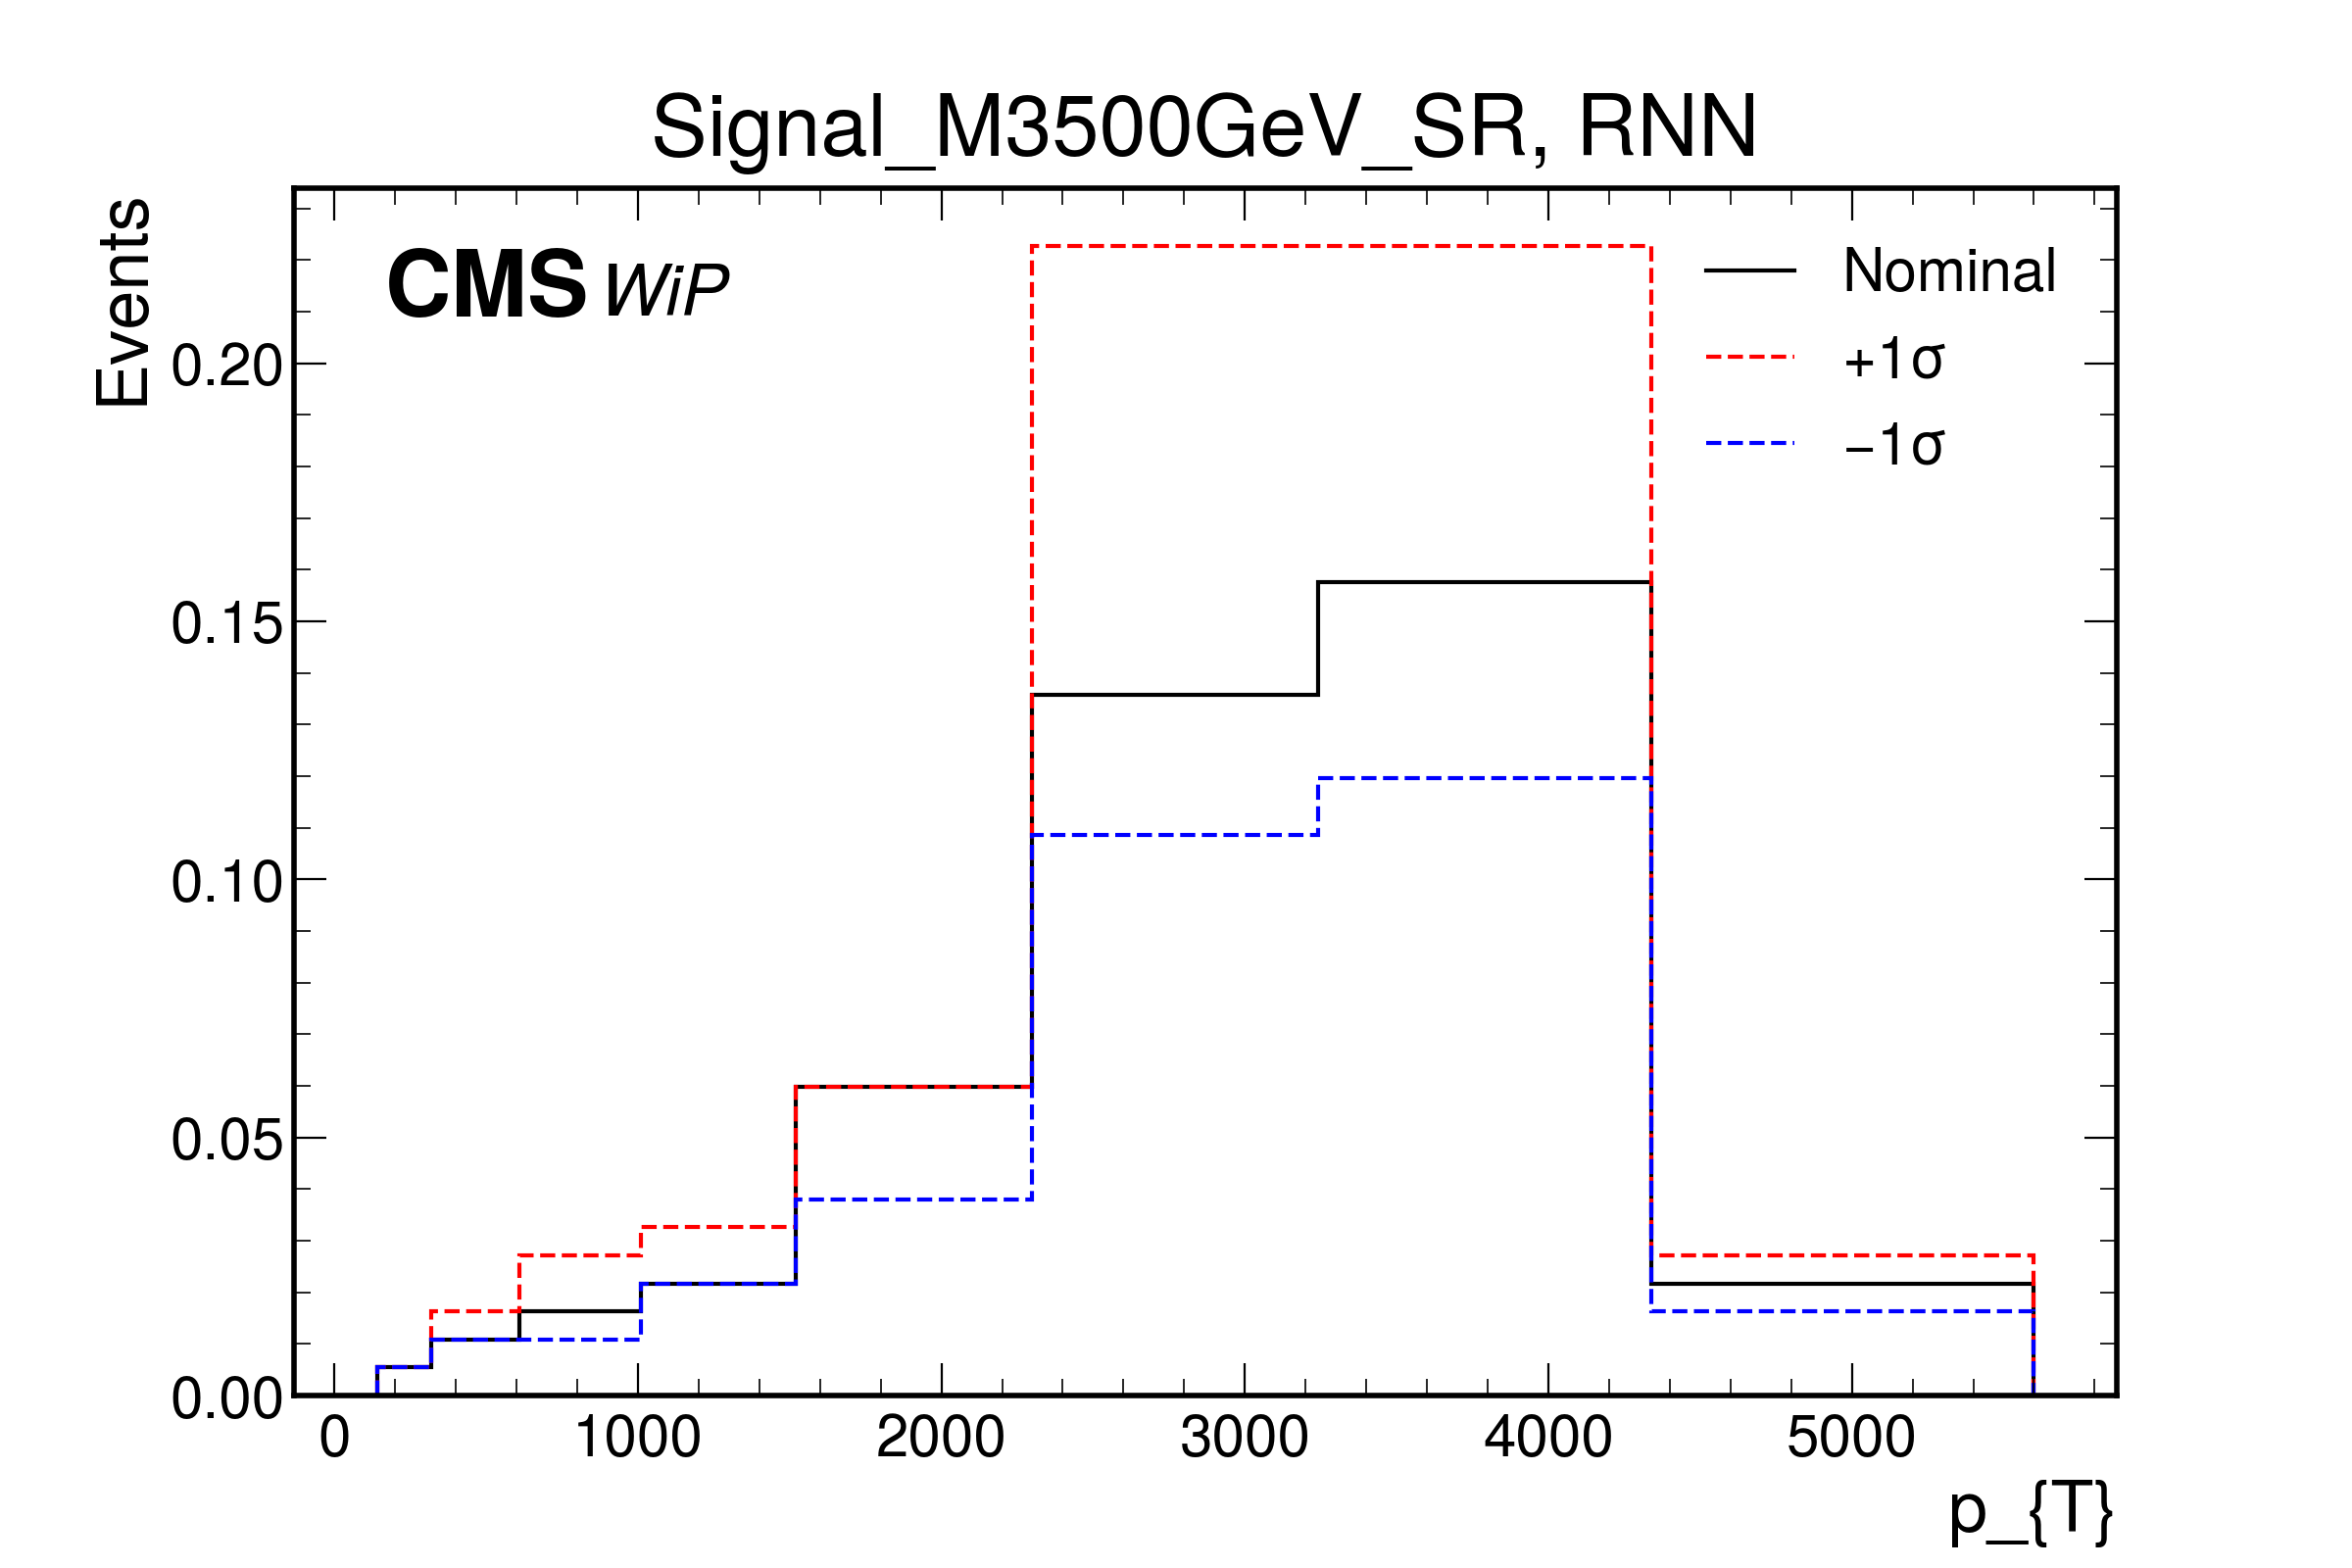 Signal_M3500GeV_SR, RNN
Events
CMS WiP
Nominal
+1σ
−1σ
0.20
0.15
0.10
0.05
0.00
0 1000 2000 3000 4000 5000
p_{T}